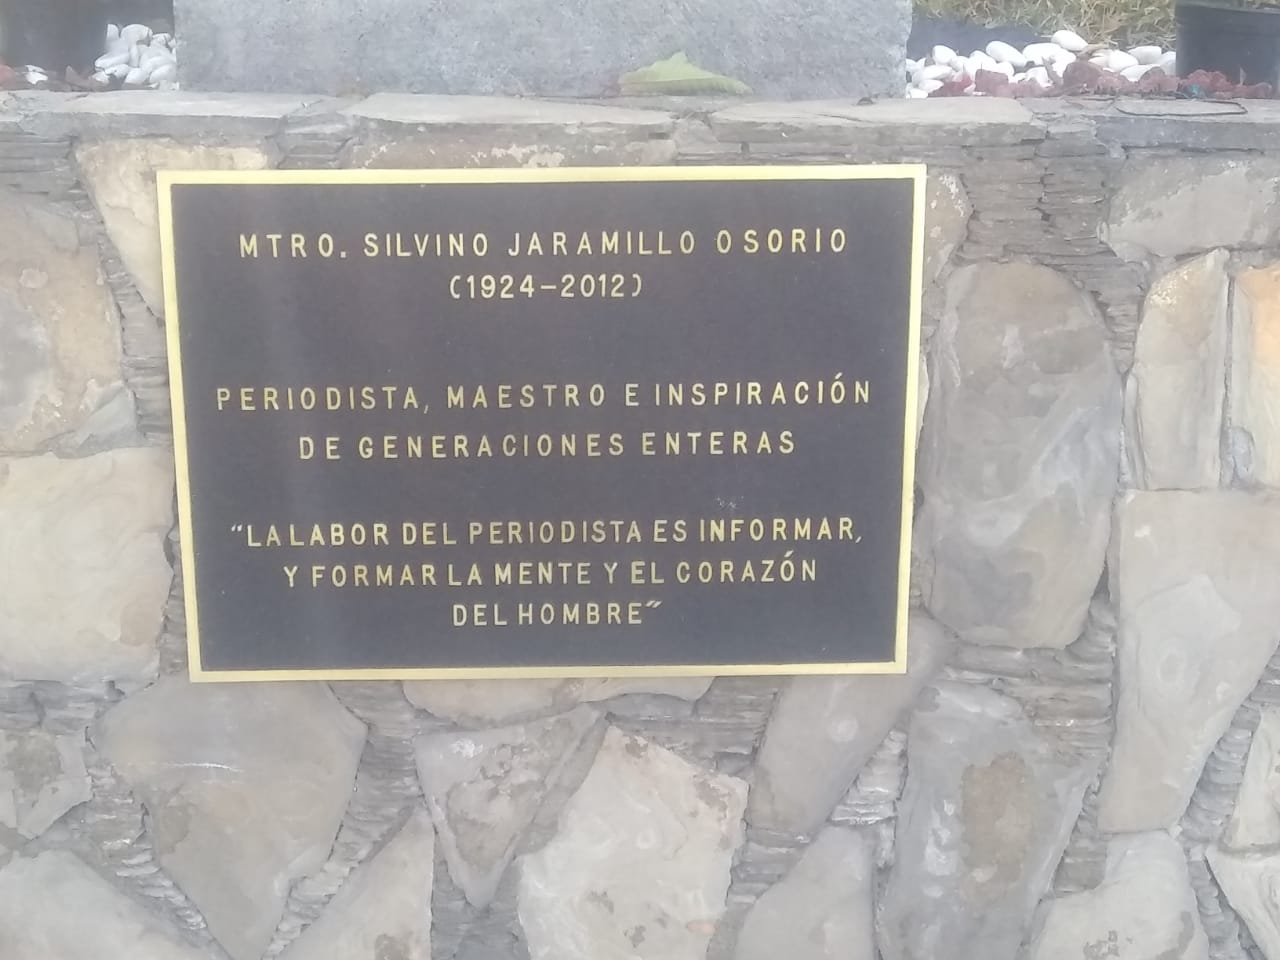 MTRO. SILVINO JARAMILLO OSORIO
(1924-2012)
PERIODISTA, MAESTRO E INSPIRACIÓN
DE GENERACIONES ENTERAS
"LA LABOR DEL PERIODISTA ES INFORMAR,
Y FORMAR LA MENTE Y EL CORAZÓN
DEL HOMBRE"